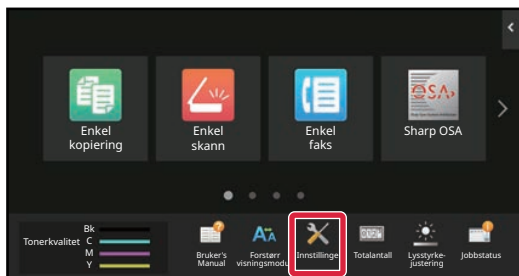 Enkel
kopiering
Enkel
skann
Enkel
faks
OSA
Sharp OSA
Tonerkvalitet
Bk
C
M
Y
Bruker's
Manual
Forstørr
visningsmodu
Innstillinge
Totalantall
Lysstyrke-
justering
Jobbstatus